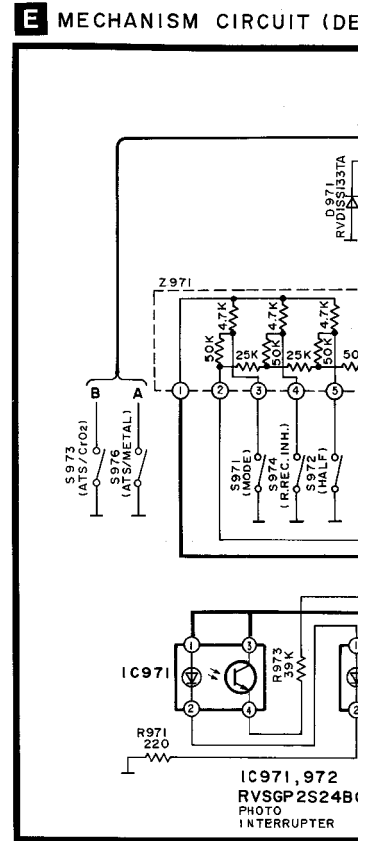 E MECHANISM CIRCUIT (DE
D971
RVD1SS133TA
Z971
4.7K
4.7K
4.7K
50K
50K
50K
25K
25K
50
1
2
3
4
5
B
A
S973
(ATS/CrO2)
S976
(ATS/METAL)
S971
(MODE)
S974
(R.REC.INH.)
S972
(HALF)
IC971
1
3
2
4
R973
39K
1
2
R971
220
IC971,972
RVSGP2S24B
PHOTO
INTERRUPTER